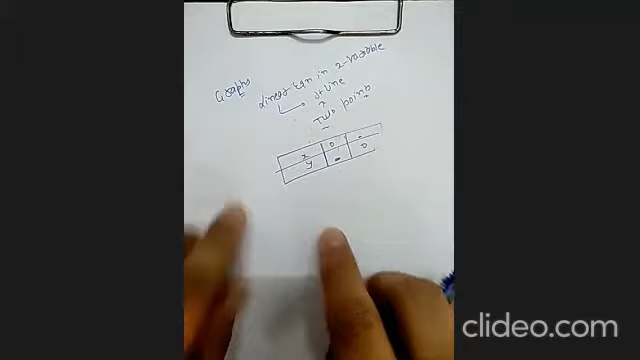 Graphs
Linear Eqn in 2-variable
St line
Two points
x 0 -
y - 0
clideo.com